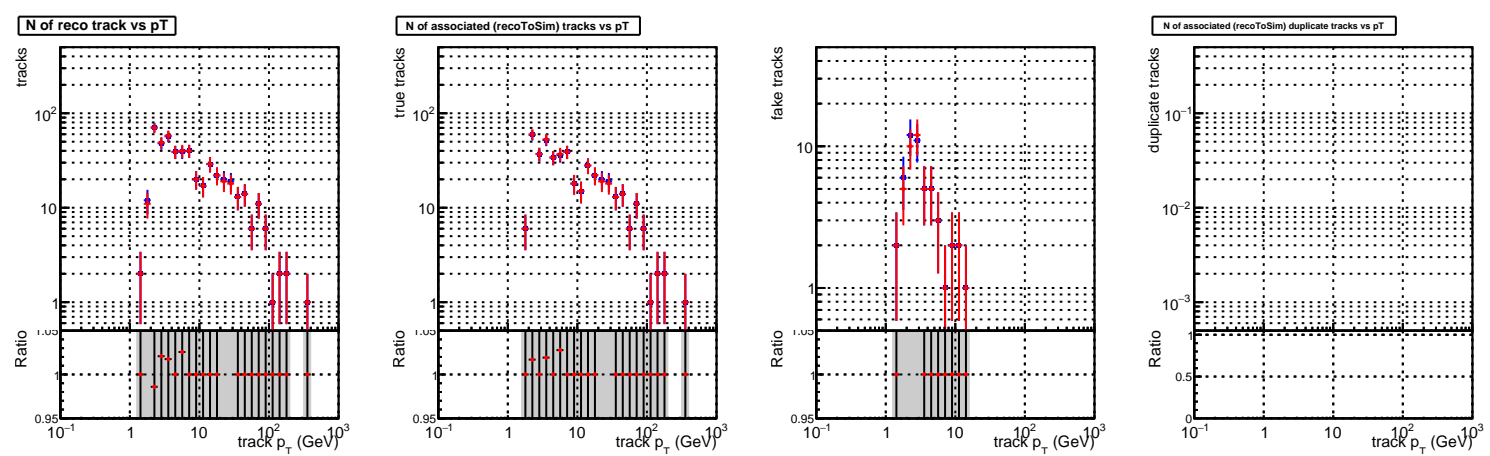 N of reco track vs pT
tracks
10²
10
1
1.05
Ratio
1
0.95
10⁻¹
1
10
10²
10³
track p_T (GeV)
N of associated (recoToSim) tracks vs pT
true tracks
10²
10
1
1.05
Ratio
1
0.95
10⁻¹
1
10
10²
10³
track p_T (GeV)
fake tracks
10
1
1.05
Ratio
1
0.95
10⁻¹
1
10
10²
10³
track p_T (GeV)
N of associated (recoToSim) duplicate tracks vs pT
duplicate tracks
10⁻¹
10⁻²
10⁻³
Ratio
1
0.5
0
10⁻¹
1
10
10²
10³
track p_T (GeV)